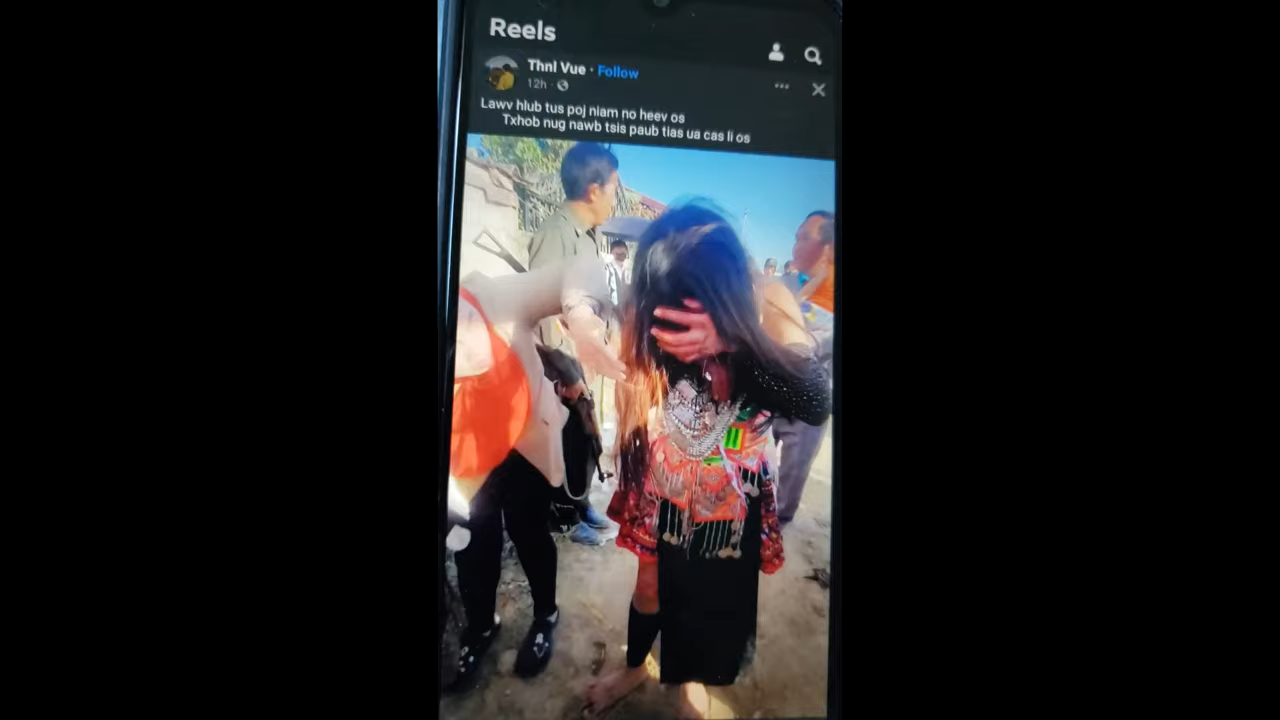 Reels
Thnl Vue · Follow
12h
Lawv hlub tus poj niam no heev os
Txhob nug nawb tsis paub tias ua cas li os